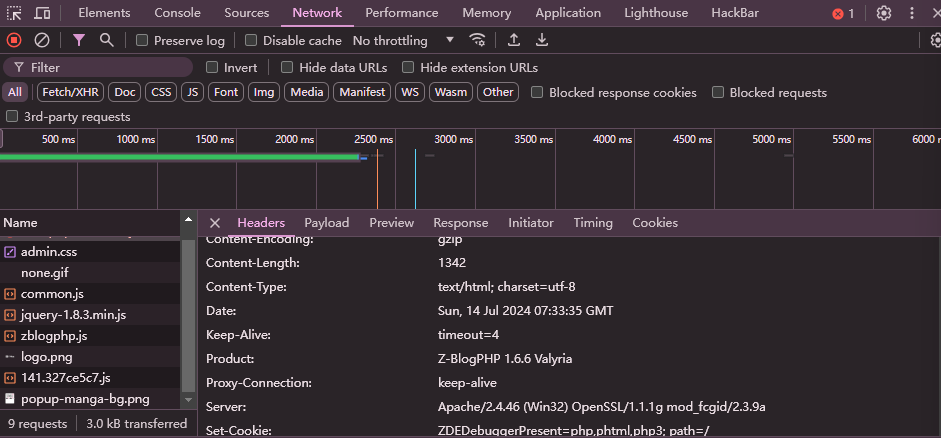 Elements Console Sources Network Performance Memory Application Lighthouse HackBar 1
Preserve log Disable cache No throttling
Filter Invert Hide data URLs Hide extension URLs
All Fetch/XHR Doc CSS JS Font Img Media Manifest WS Wasm Other Blocked response cookies Blocked requests
3rd-party requests
500 ms 1000 ms 1500 ms 2000 ms 2500 ms 3000 ms 3500 ms 4000 ms 4500 ms 5000 ms 5500 ms 6000 ms
Name Headers Payload Preview Response Initiator Timing Cookies
admin.css
none.gif
common.js
jquery-1.8.3.min.js
zblogphp.js
logo.png
141.327ce5c7.js
popup-manga-bg.png
9 requests 3.0 kB transferred
Content-Encoding: gzip
Content-Length: 1342
Content-Type: text/html; charset=utf-8
Date: Sun, 14 Jul 2024 07:33:35 GMT
Keep-Alive: timeout=4
Product: Z-BlogPHP 1.6.6 Valyria
Proxy-Connection: keep-alive
Server: Apache/2.4.46 (Win32) OpenSSL/1.1.1g mod_fcgid/2.3.9a
Set-Cookie: ZDEDebuggerPresent=php,phtml,php3; path=/